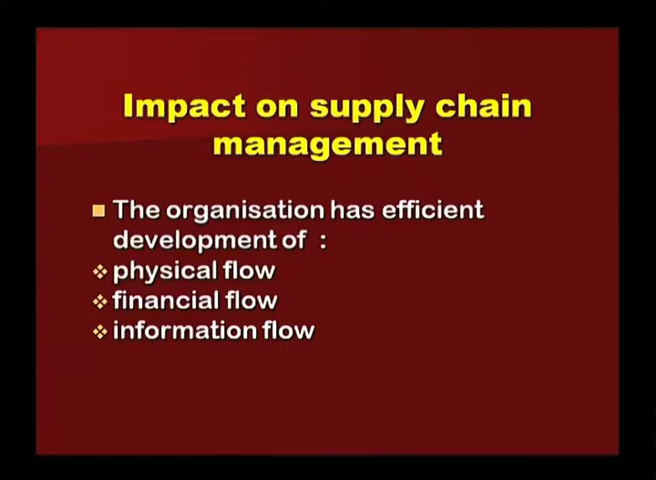 Impact on supply chain
management
The organisation has efficient
development of :
physical flow
financial flow
information flow